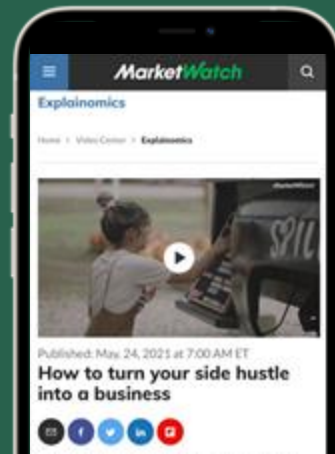 MarketWatch
Explainomics
Home > Video Center > Explainomics
MarketWatch
SPILL
Published: May, 24, 2021 at 7:00 AM ET
How to turn your side hustle
into a business